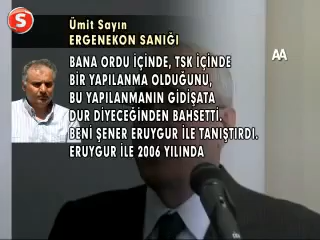 S
Ümit Sayın
ERGENEKON SANIĞI
AA
BANA ORDU İÇİNDE, TSK İÇİNDE
BİR YAPILANMA OLDUĞUNU,
BU YAPILANMANIN GİDİŞATA
DUR DİYECEĞİNDEN BAHSETTİ.
BENİ ŞENER ERUYGUR İLE TANIŞTIRDI.
ERUYGUR İLE 2006 YILINDA